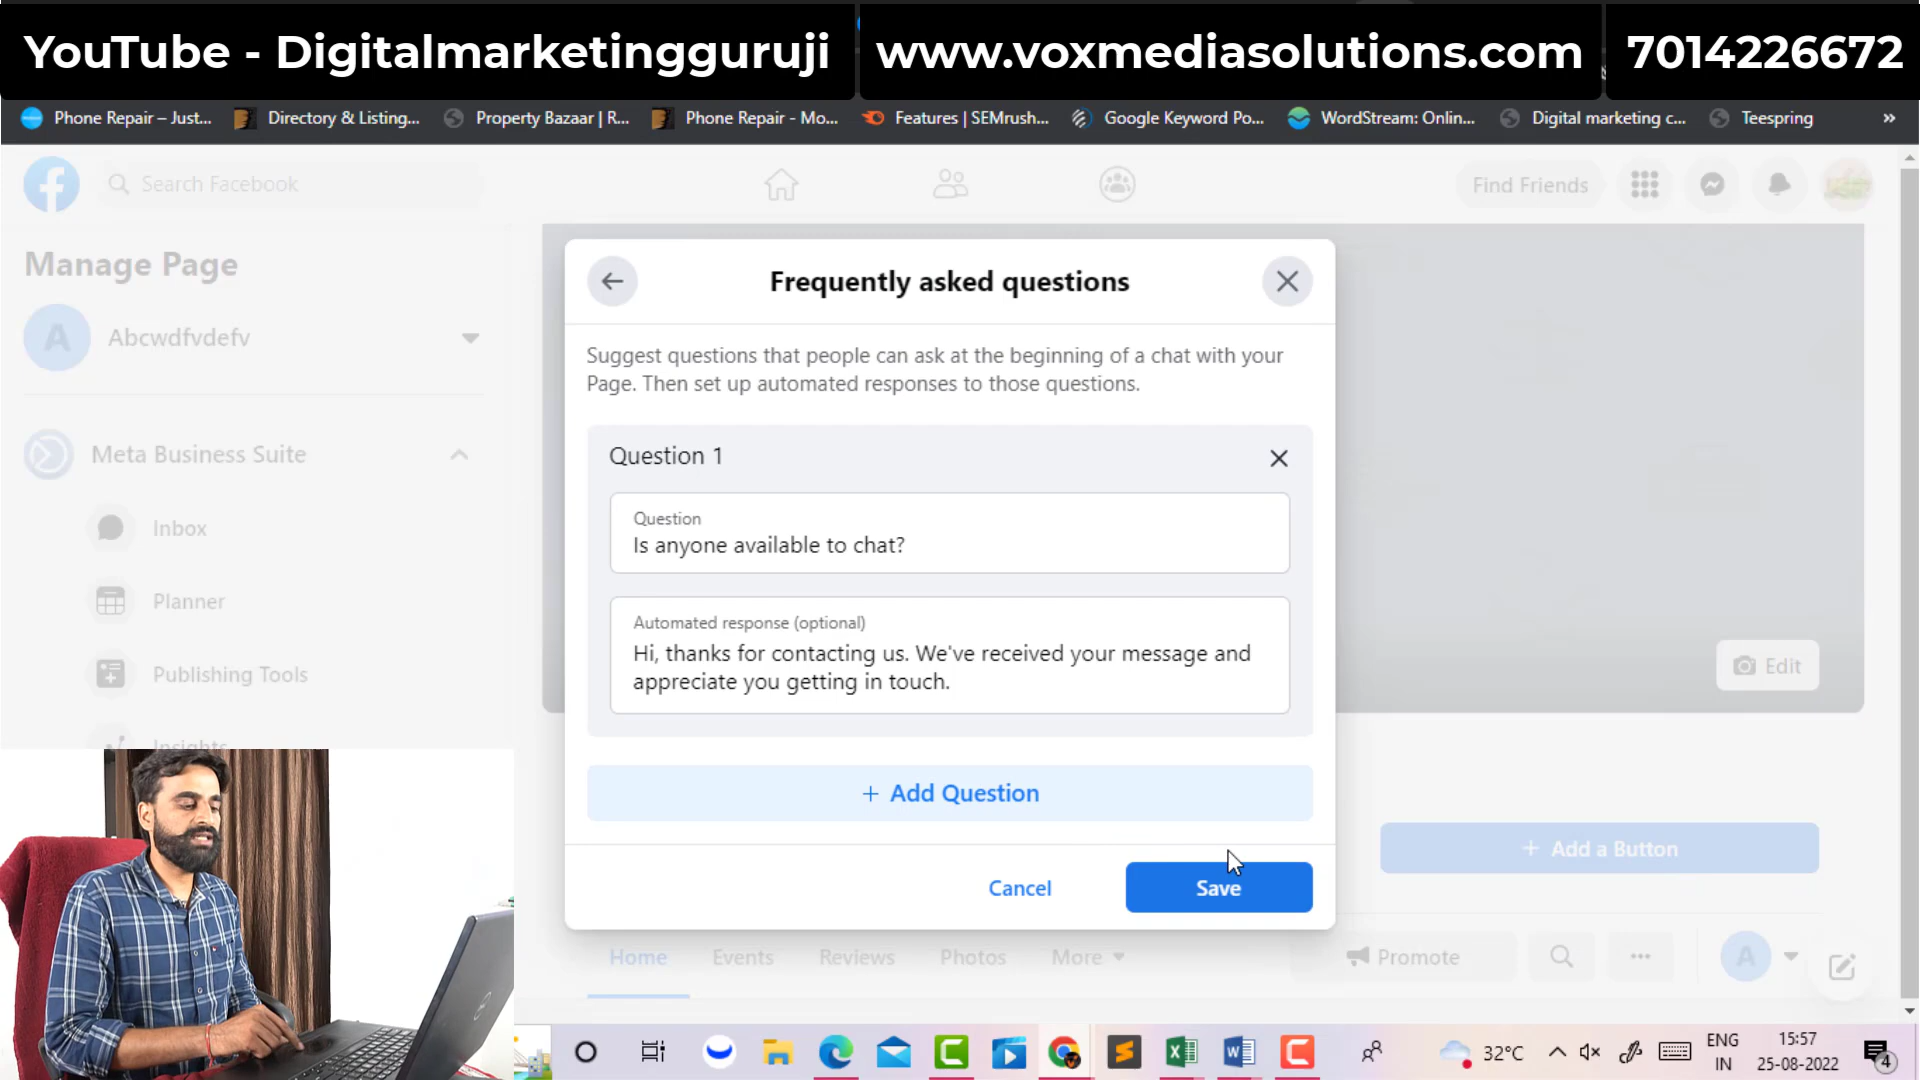 YouTube - Digitalmarketingguruji
www.voxmediasolutions.com
7014226672
Phone Repair – Just...
Directory & Listing...
Property Bazaar | R...
Phone Repair - Mo...
Features | SEMrush...
Google Keyword Po...
WordStream: Onlin...
Digital marketing c...
Teespring
»
Search Facebook
Find Friends
Manage Page
A
Abcwdfvdefv
Meta Business Suite
Inbox
Planner
Publishing Tools
Insights
Frequently asked questions
Suggest questions that people can ask at the beginning of a chat with your
Page. Then set up automated responses to those questions.
Question 1
Question
Is anyone available to chat?
Automated response (optional)
Hi, thanks for contacting us. We've received your message and
appreciate you getting in touch.
+ Add Question
Cancel
Save
Edit
+ Add a Button
Home
Events
Reviews
Photos
More
Promote
...
A
32°C
ENG
IN
15:57
25-08-2022
4